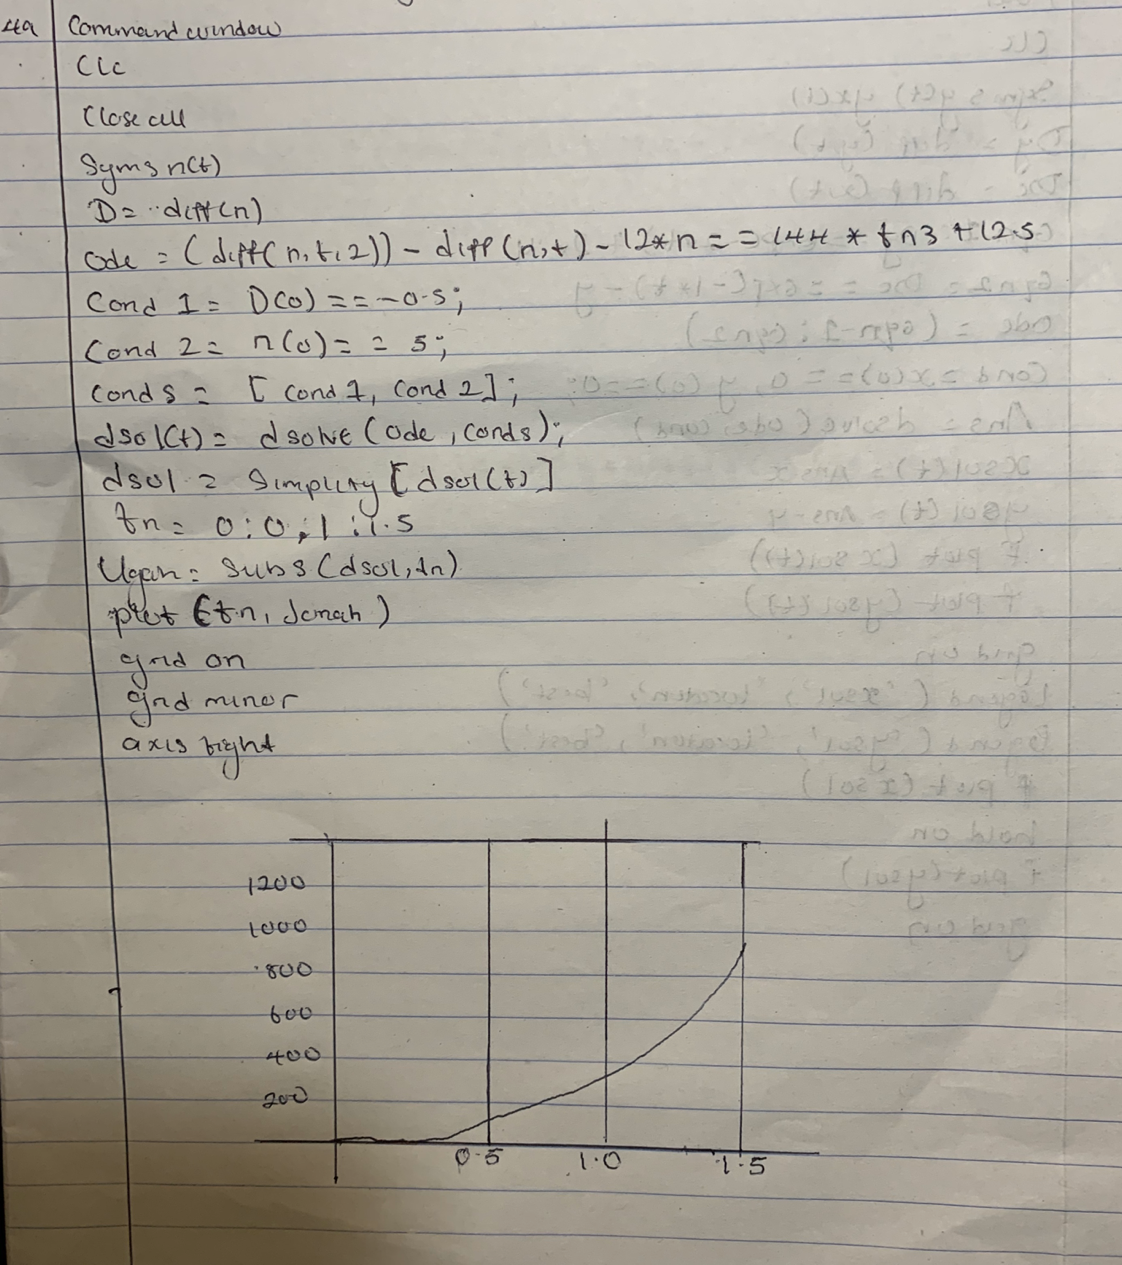 4a Command window
Clc
Close all
Syms n(t)
D = diff(n)
Ode = (diff(n,t,2)) - diff(n,t) - 12*n = = 144 * tn3 + 12.5
Cond 1 = D(0) == -0.5;
Cond 2 = n(0) = = 5;
Conds = [Cond 1, Cond 2];
dsol(t) = dsolve (Ode, Conds);
dsol = Simplify [dsol(t)]
tn = 0:0.1:1.5
= Subs (dsol, tn)
plot (tn, )
grid on
grid minor
axis tight
1200
1000
800
600
400
200
0.5 1.0 1.5